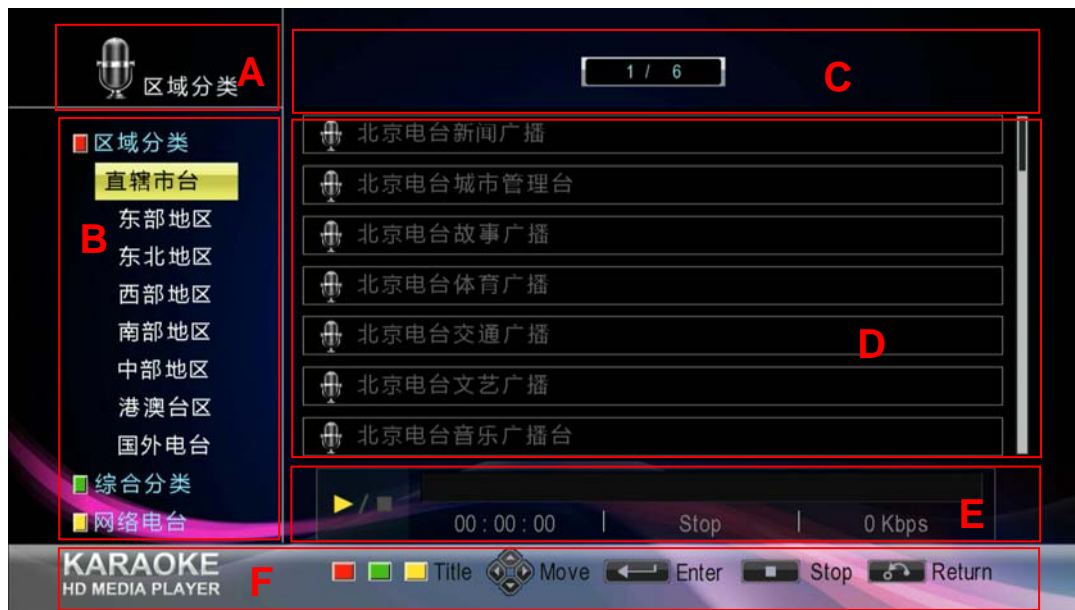 区域分类 A
1 / 6 C
区域分类
直辖市台
东部地区
B
东北地区
西部地区
南部地区
中部地区
港澳台区
国外电台
综合分类
网络电台
北京电台新闻广播
北京电台城市管理台
北京电台故事广播
北京电台体育广播
北京电台交通广播
D
北京电台文艺广播
北京电台音乐广播台
/
00 : 00 : 00 | Stop | 0 Kbps E
KARAOKE
HD MEDIA PLAYER
F
Title Move Enter Stop Return